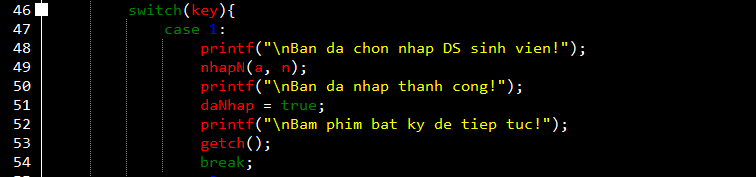 46 switch(key){
47 case 1:
48 printf("\nBan da chon nhap DS sinh vien!");
49 nhapN(a, n);
50 printf("\nBan da nhap thanh cong!");
51 daNhap = true;
52 printf("\nBam phim bat ky de tiep tuc!");
53 getch();
54 break;